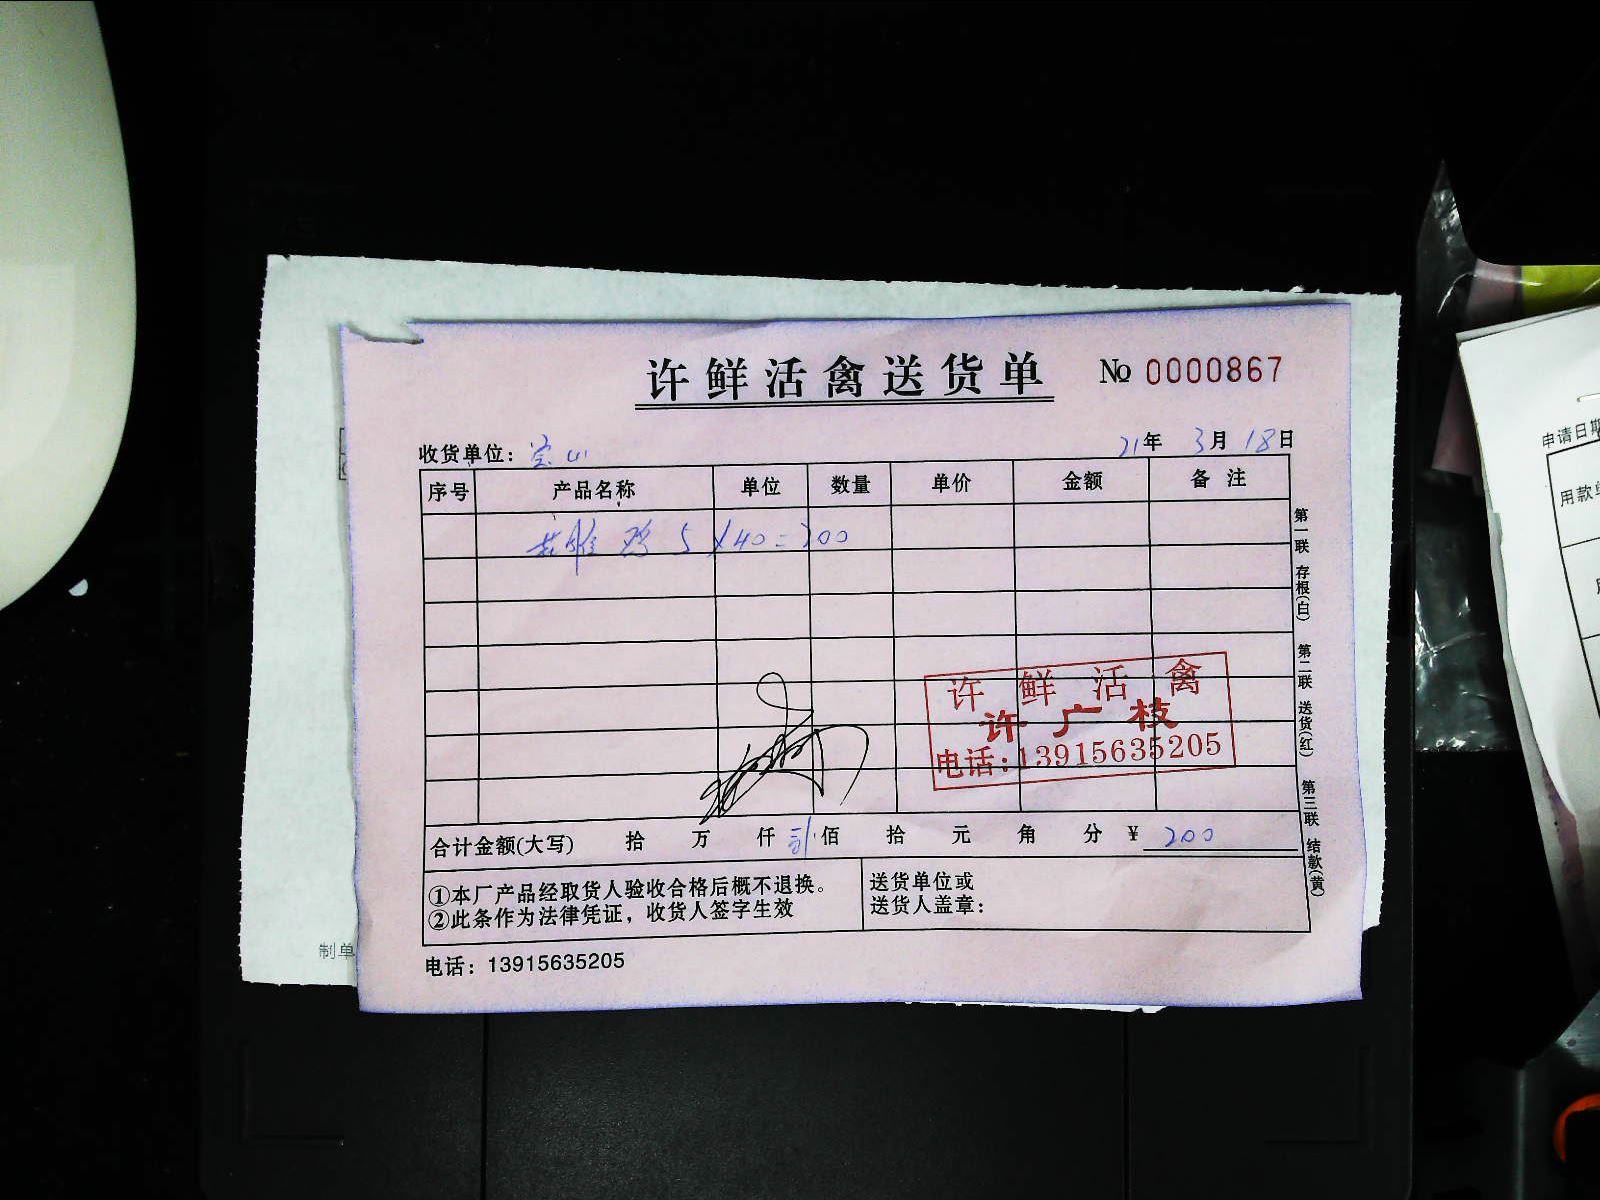 许鲜活禽送货单 № 0000867
收货单位：宝山 21年 3月 18日
序号 产品名称 单位 数量 单价 金额 备 注
鸡 5 ×40=200
许 鲜 活 禽
许 广 枝
电话:13915635205
合计金额(大写) 拾 万 仟 贰佰 拾 元 角 分 ¥ 200
①本厂产品经取货人验收合格后概不退换。
②此条作为法律凭证，收货人签字生效
送货单位或
送货人盖章：
电话：13915635205
第一联 存根(白)
第二联 送货(红)
第三联 结款(黄)
制单
申请日期
用款单